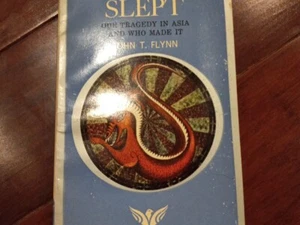 SLEPT
OUR TRAGEDY IN ASIA
AND WHO MADE IT
JOHN T. FLYNN